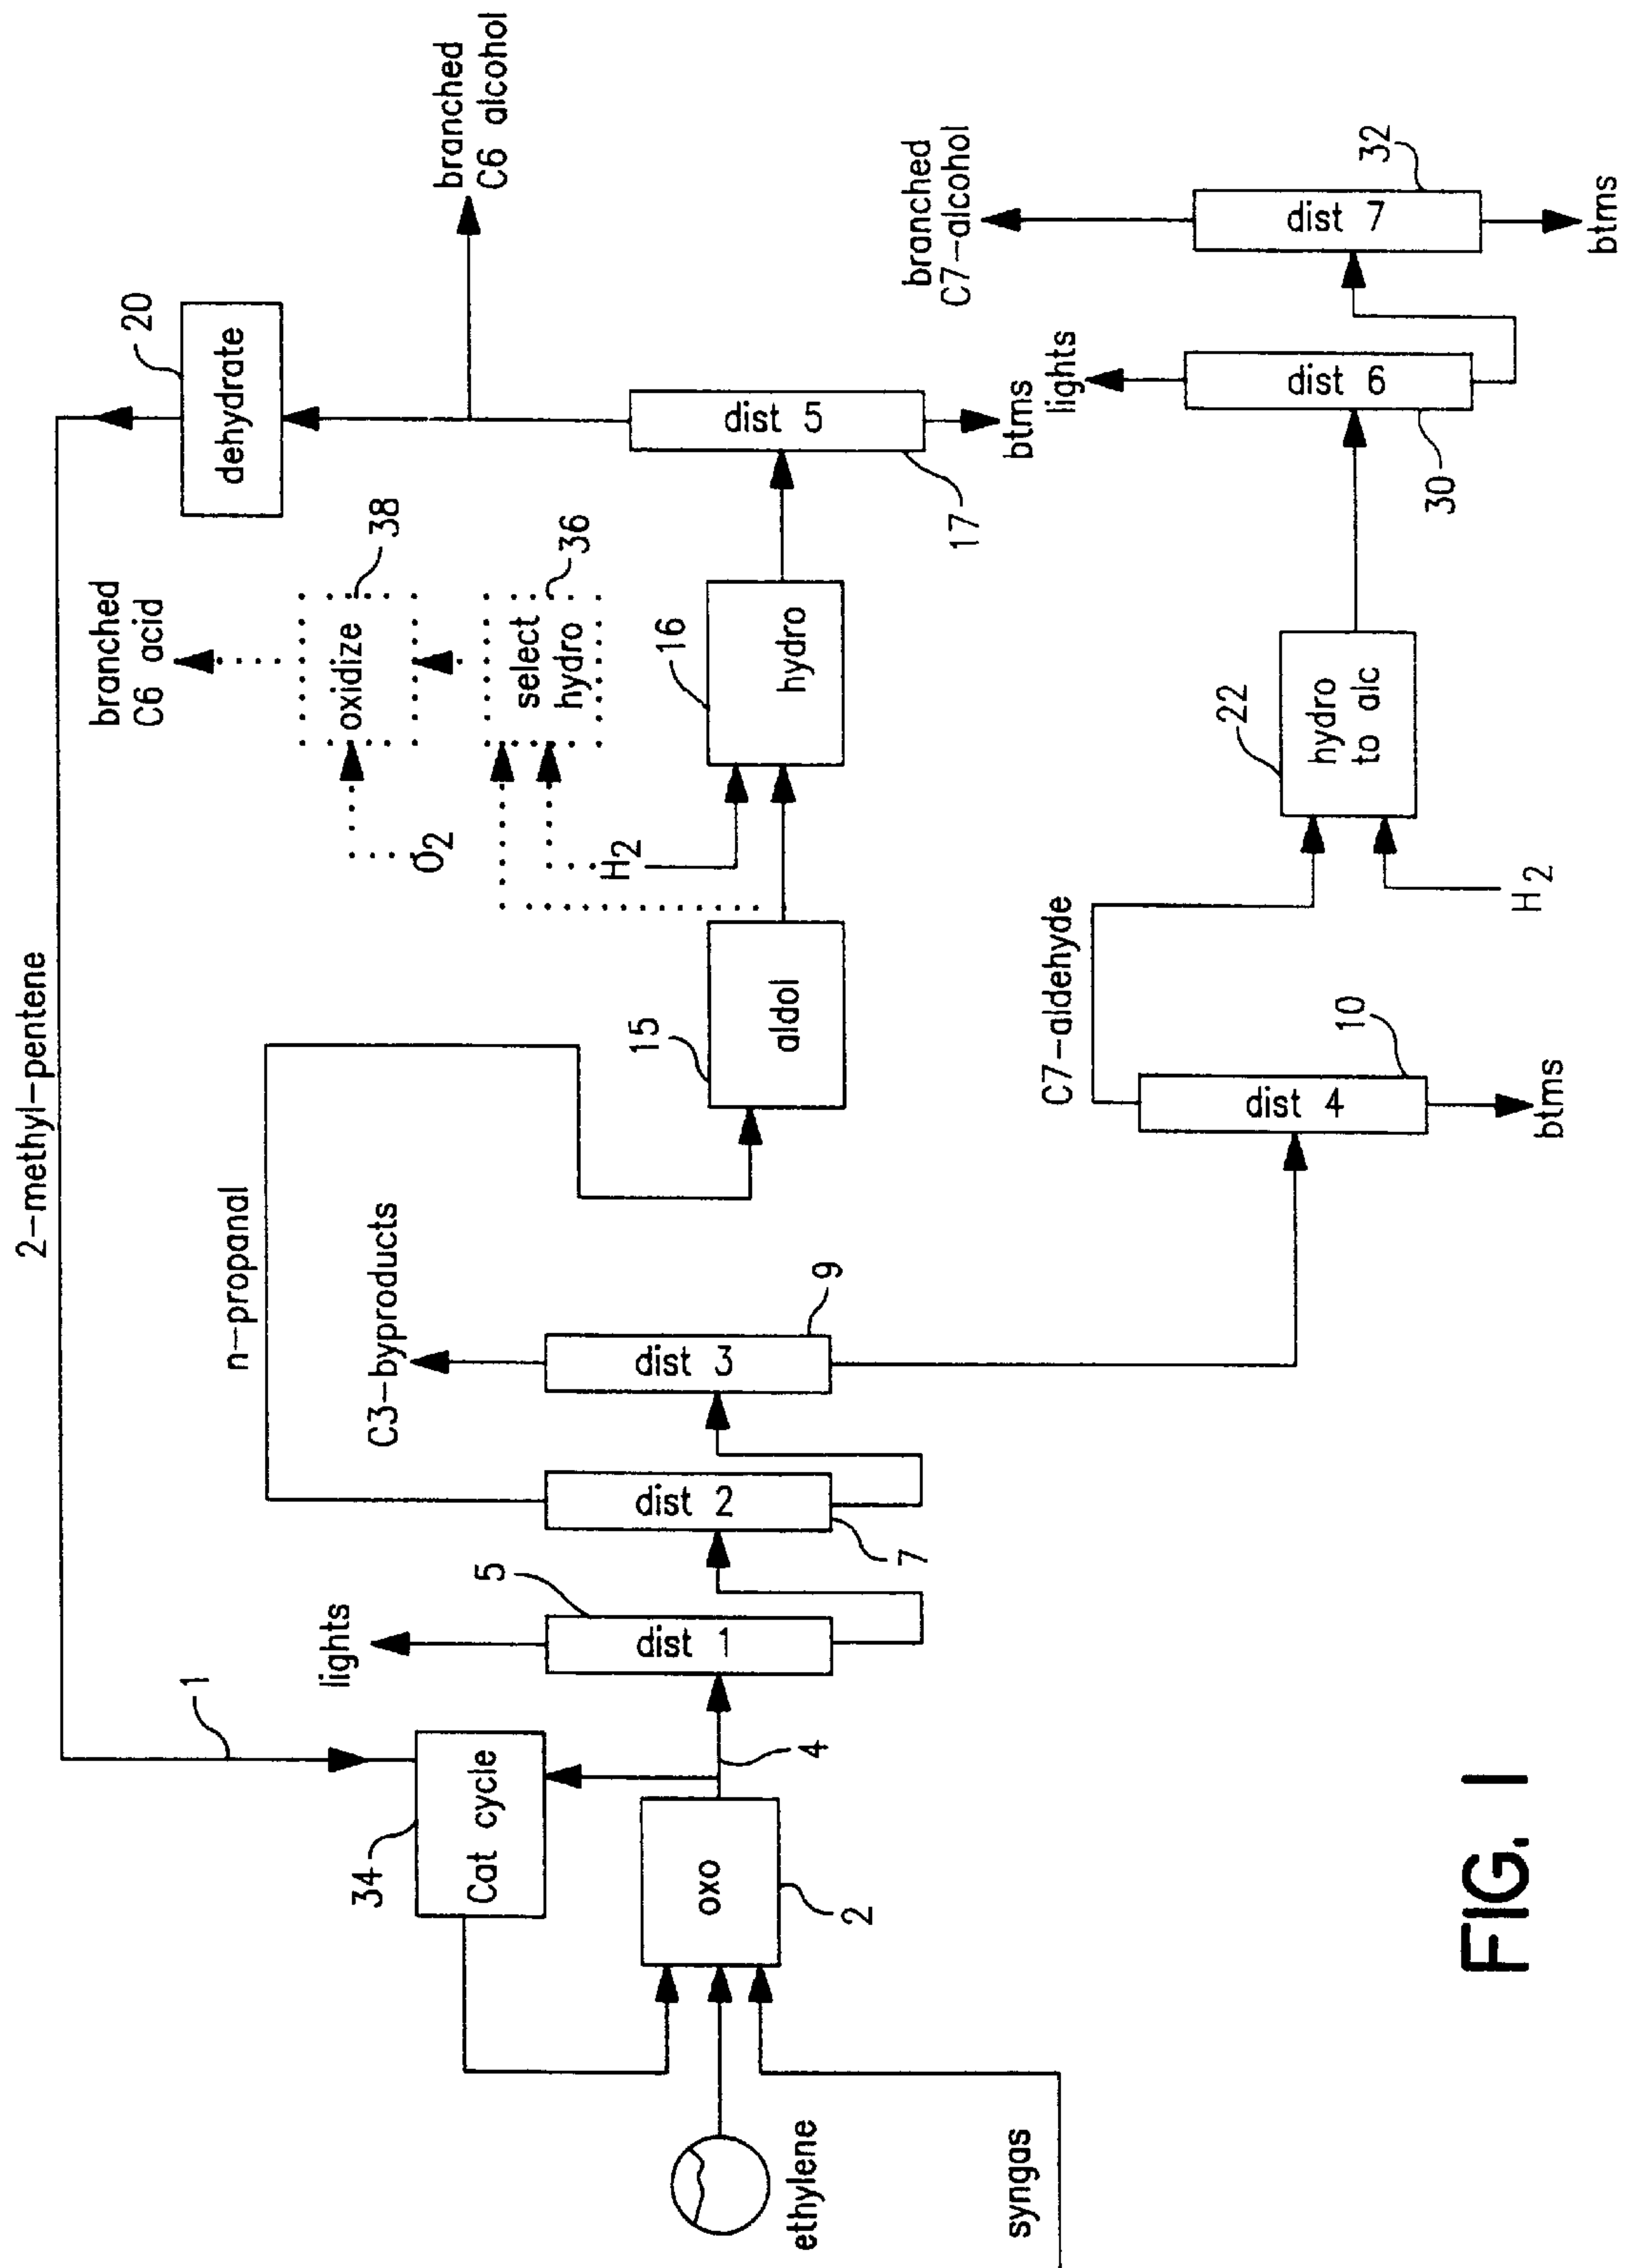 2-methyl-pentene
1
n-propanal
lights
C3-byproducts
34
Cat cycle
5
dist 1
dist 2
dist 3
9
7
4
oxo
2
ethylene
syngas
branched
C6 acid
20
dehydrate
branched
C6 alcohol
38
oxidize
O2
36
select
hydro
H2
15
aldol
16
hydro
dist 5
17
btms
C7-aldehyde
10
dist 4
btms
22
hydro
to alc
H2
lights
dist 6
30
branched
C7-alcohol
dist 7
32
btms
FIG. 1